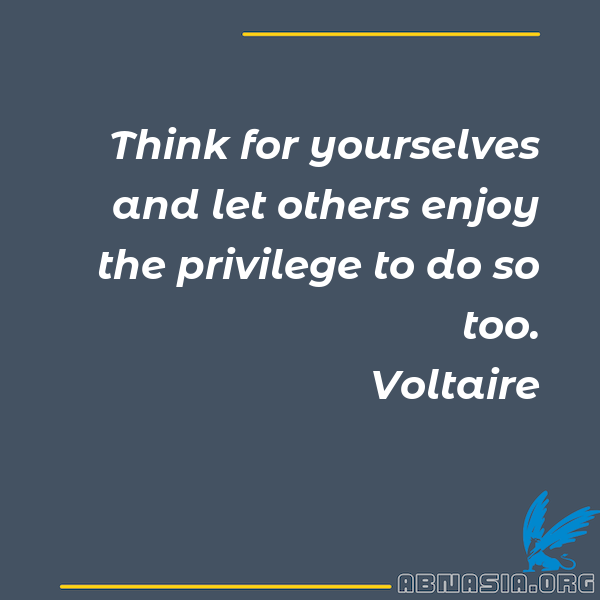 Think for yourselves
and let others enjoy
the privilege to do so
too.
Voltaire
ABNASIA.ORG